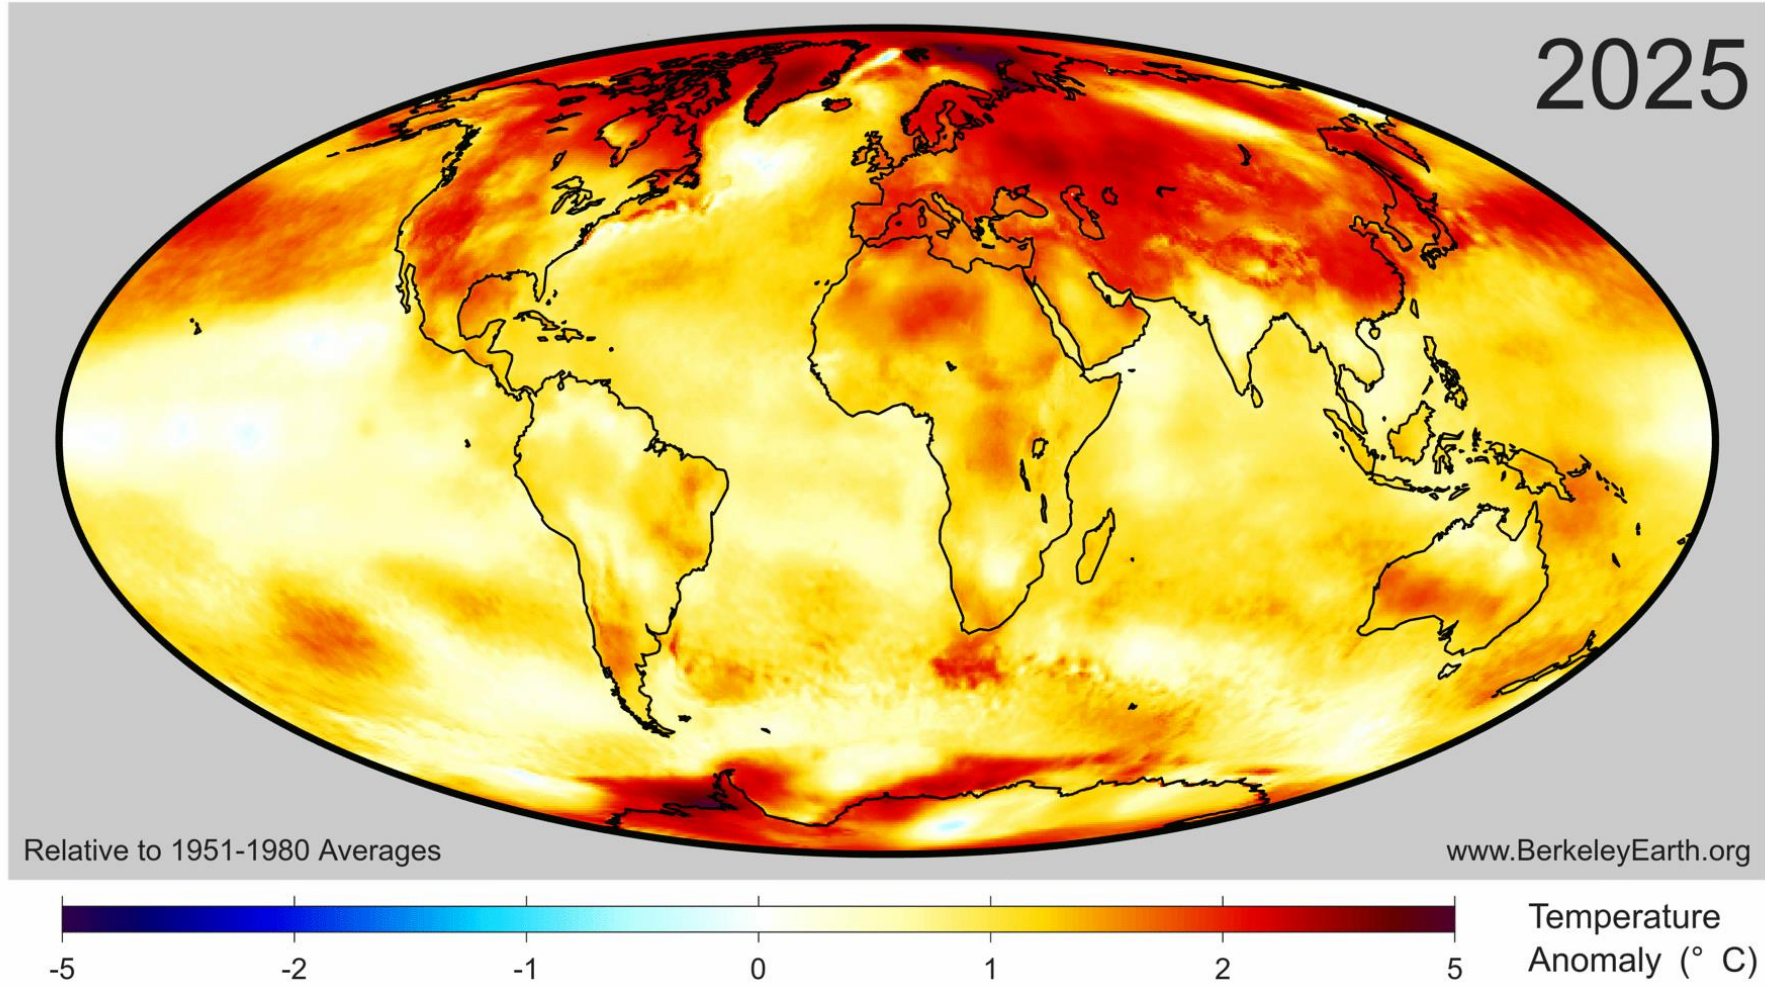 2025
Relative to 1951-1980 Averages
www.BerkeleyEarth.org
-5 -2 -1 0 1 2 5
Temperature
Anomaly (° C)